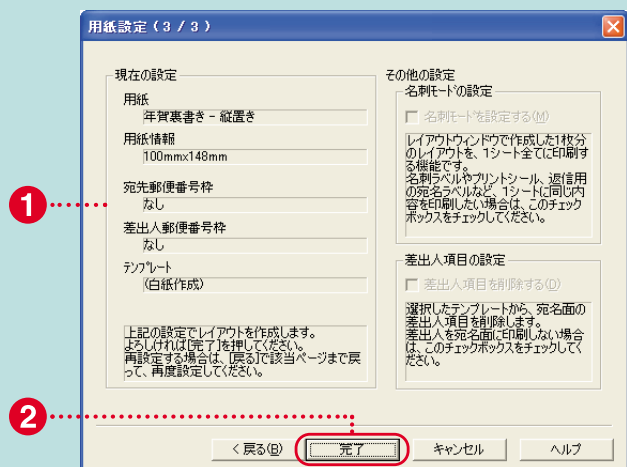 用紙設定（3／3）
現在の設定
用紙
年賀裏書き - 縦置き
用紙情報
100mm×148mm
宛先郵便番号枠
なし
差出人郵便番号枠
なし
テンプレート
(白紙作成)
上記の設定でレイアウトを作成します。
よろしければ[完了]を押してください。
再設定する場合は、[戻る]で該当ページまで戻
って、再度設定してください。
その他の設定
名刺モードの設定
名刺モードを設定する(M)
レイアウトウィンドウで作成した1枚分
のレイアウトを、1シート全てに印刷す
る機能です。
名刺ラベルやプリントシール、返信用
の宛名ラベルなど、1シートに同じ内
容を印刷したい場合は、このチェック
ボックスをチェックしてください。
差出人項目の設定
差出人項目を削除する(D)
選択したテンプレートから、宛名面の
差出人項目を削除します。
差出人を宛名面に印刷しない場合
は、このチェックボックスをチェックしてく
ださい。
1
2
< 戻る(B)
完了
キャンセル
ヘルプ